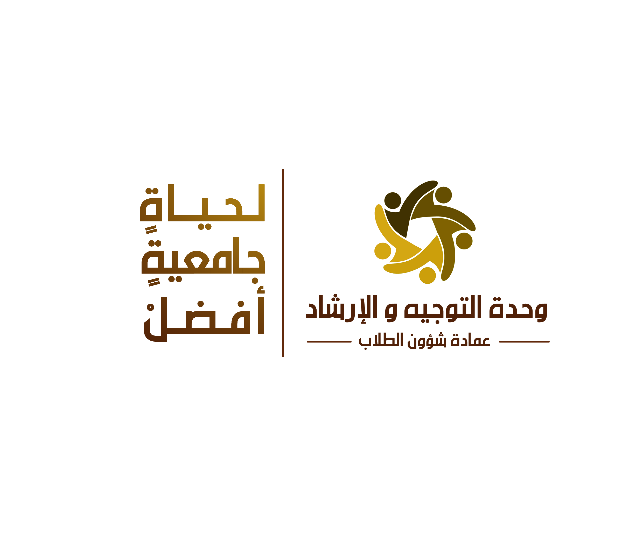 وحدة التوجيه و الإرشاد
عمادة شؤون الطلاب
لحياةٍ
جامعيةٍ
أفضلْ